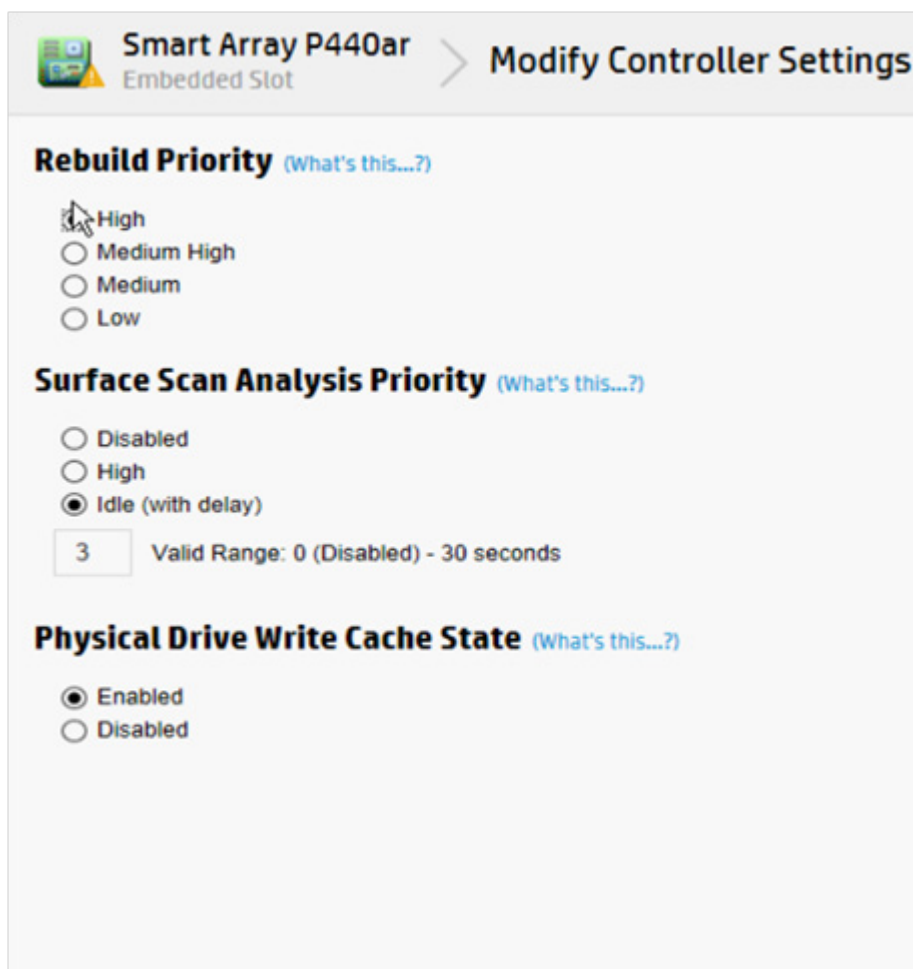 Smart Array P440ar
Embedded Slot
Modify Controller Settings
Rebuild Priority (What's this...?)
High
Medium High
Medium
Low
Surface Scan Analysis Priority (What's this...?)
Disabled
High
Idle (with delay)
3 Valid Range: 0 (Disabled) - 30 seconds
Physical Drive Write Cache State (What's this...?)
Enabled
Disabled